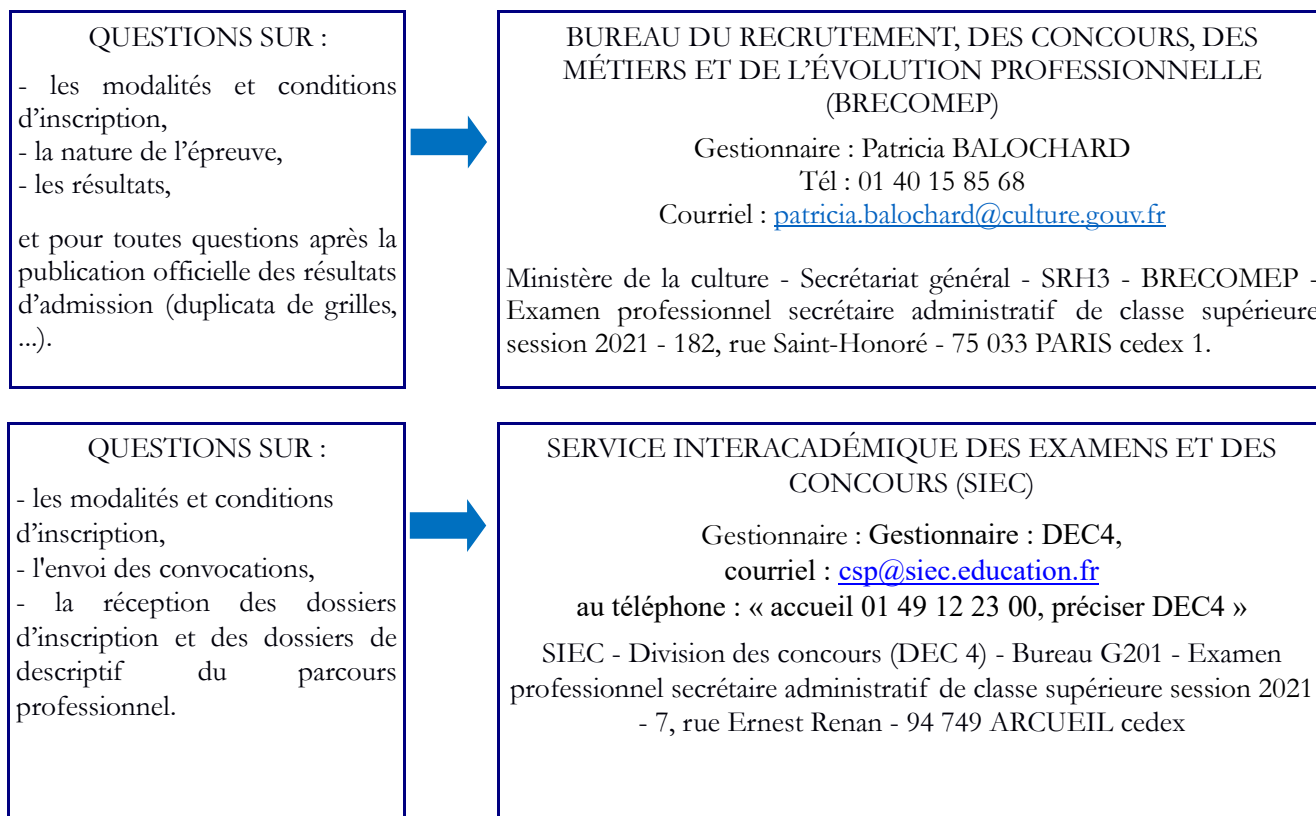 QUESTIONS SUR :
- les modalités et conditions
d’inscription,
- la nature de l’épreuve,
- les résultats,
et pour toutes questions après la
publication officielle des résultats
d’admission (duplicata de grilles,
...).
BUREAU DU RECRUTEMENT, DES CONCOURS, DES
MÉTIERS ET DE L’ÉVOLUTION PROFESSIONNELLE
(BRECOMEP)
Gestionnaire : Patricia BALOCHARD
Tél : 01 40 15 85 68
Courriel : patricia.balochard@culture.gouv.fr
Ministère de la culture - Secrétariat général - SRH3 - BRECOMEP -
Examen professionnel secrétaire administratif de classe supérieure
session 2021 - 182, rue Saint-Honoré - 75 033 PARIS cedex 1.
QUESTIONS SUR :
- les modalités et conditions
d’inscription,
- l'envoi des convocations,
- la réception des dossiers
d’inscription et des dossiers de
descriptif du parcours
professionnel.
SERVICE INTERACADÉMIQUE DES EXAMENS ET DES
CONCOURS (SIEC)
Gestionnaire : Gestionnaire : DEC4,
courriel : csp@siec.education.fr
au téléphone : « accueil 01 49 12 23 00, préciser DEC4 »
SIEC - Division des concours (DEC 4) - Bureau G201 - Examen
professionnel secrétaire administratif de classe supérieure session 2021
- 7, rue Ernest Renan - 94 749 ARCUEIL cedex